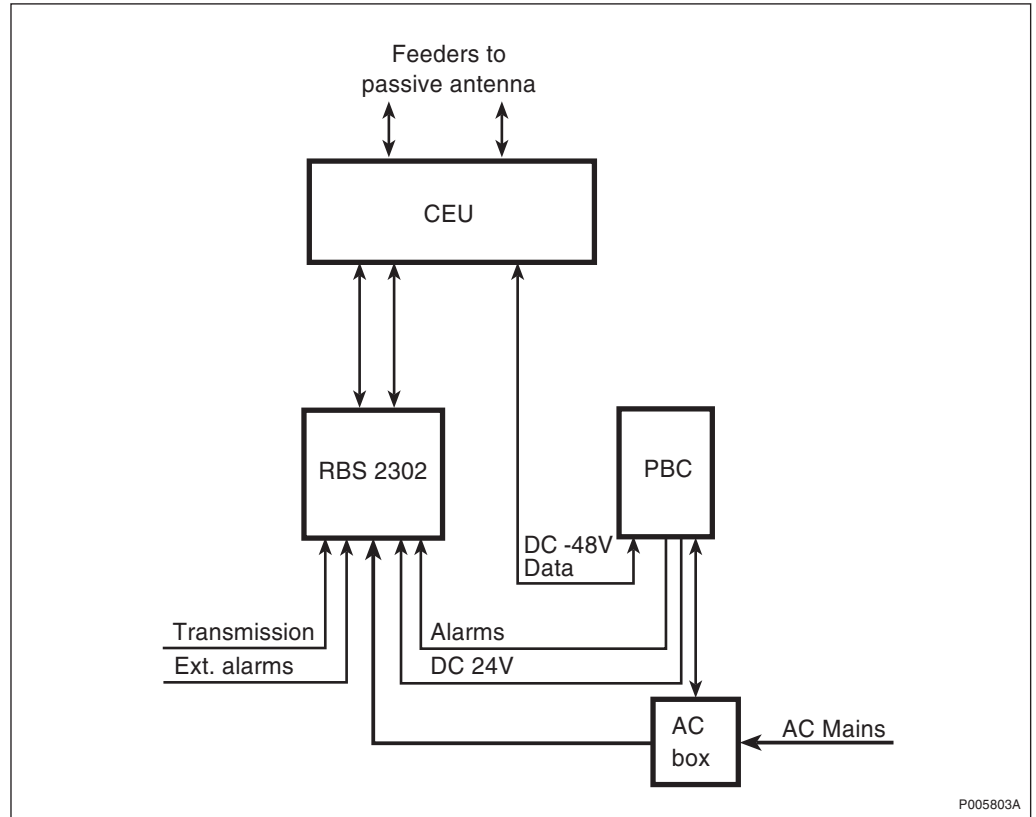 Feeders to
passive antenna
CEU
RBS 2302
PBC
DC -48V
Data
Transmission
Alarms
Ext. alarms
DC 24V
AC
box
AC Mains
P005803A